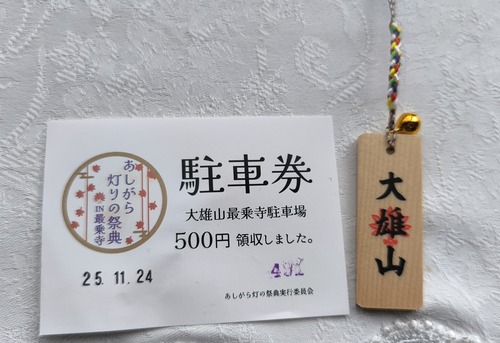 あしがら
灯りの祭典
IN最乗寺
駐車券
大雄山最乗寺駐車場
500円 領収しました。
25.11.24
あしがら灯の祭典実行委員会
大雄山